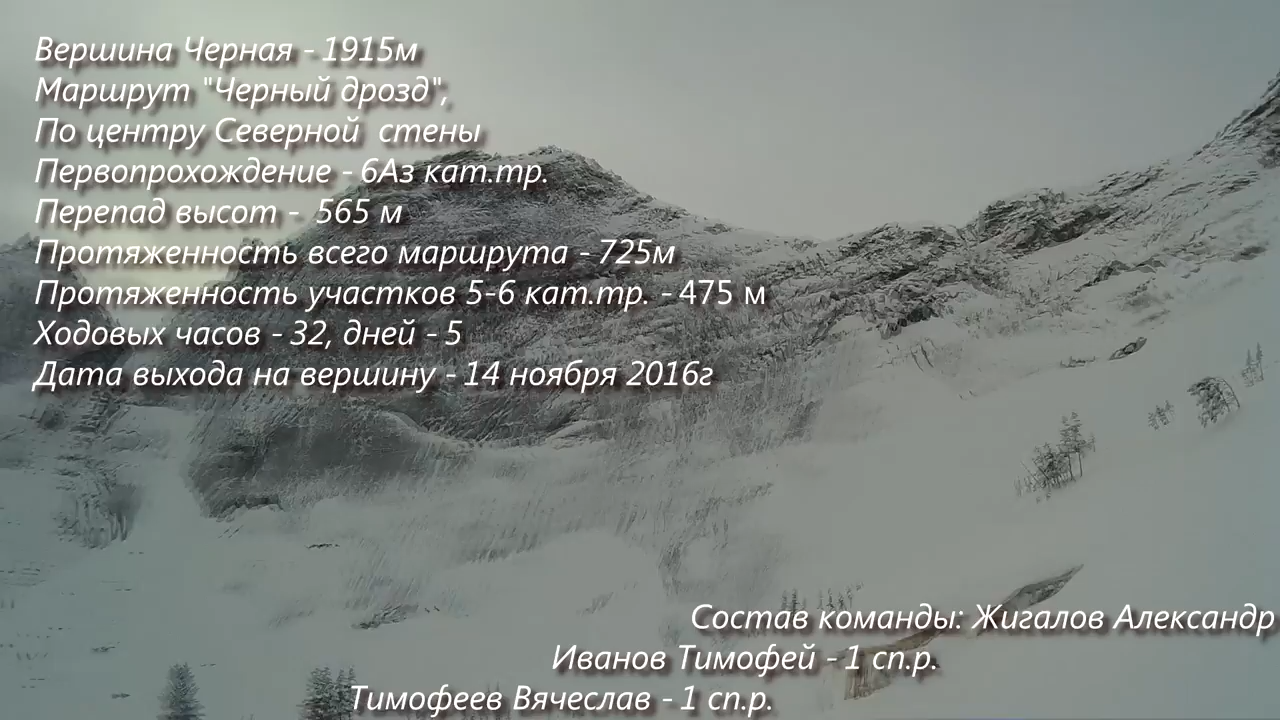 Вершина Черная - 1915м
Маршрут "Черный дрозд",
По центру Северной стены
Первопрохождение - 6Аз кат.тр.
Перепад высот - 565 м
Протяженность всего маршрута - 725м
Протяженность участков 5-6 кат.тр. - 475 м
Ходовых часов - 32, дней - 5
Дата выхода на вершину - 14 ноября 2016г
Состав команды: Жигалов Александр
Иванов Тимофей - 1 сп.р.
Тимофеев Вячеслав - 1 сп.р.